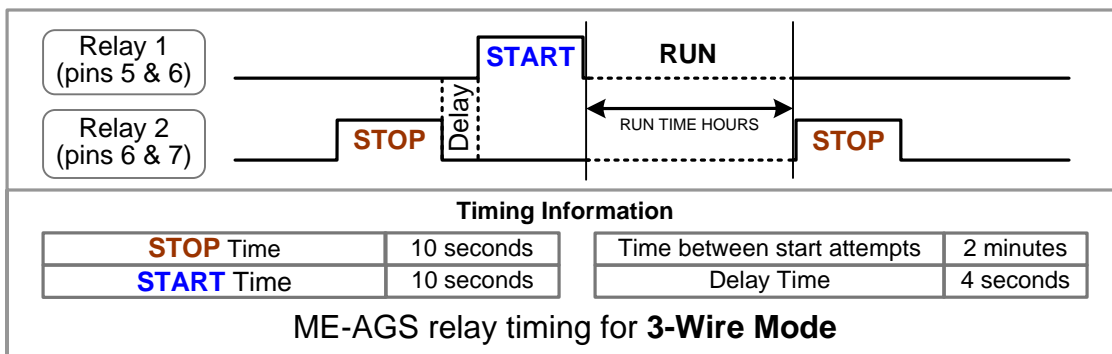 Relay 1
(pins 5 & 6)
START
RUN
Delay
Relay 2
(pins 6 & 7)
STOP
RUN TIME HOURS
STOP
Timing Information
STOP Time 10 seconds
Time between start attempts 2 minutes
START Time 10 seconds
Delay Time 4 seconds
ME-AGS relay timing for 3-Wire Mode